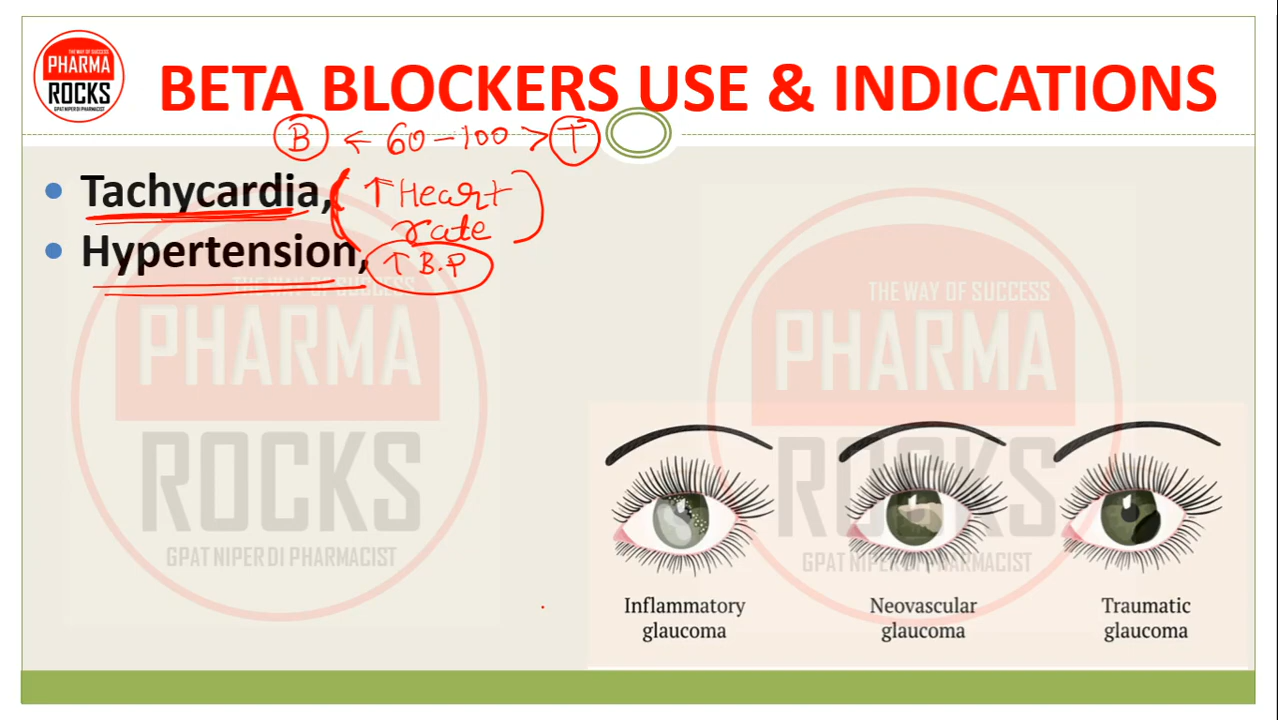 THE WAY OF SUCCESS
PHARMA
ROCKS
GPAT NIPER DI PHARMACIST
BETA BLOCKERS USE & INDICATIONS
B ← 60-100 > T
• Tachycardia, ( ↑ Heart
rate )
• Hypertension, ↑ B.P
THE WAY OF SUCCESS
PHARMA
ROCKS
GPAT NIPER DI PHARMACIST
THE WAY OF SUCCESS
PHARMA
ROCKS
GPAT NIPER DI PHARMACIST
Inflammatory
glaucoma
Neovascular
glaucoma
Traumatic
glaucoma